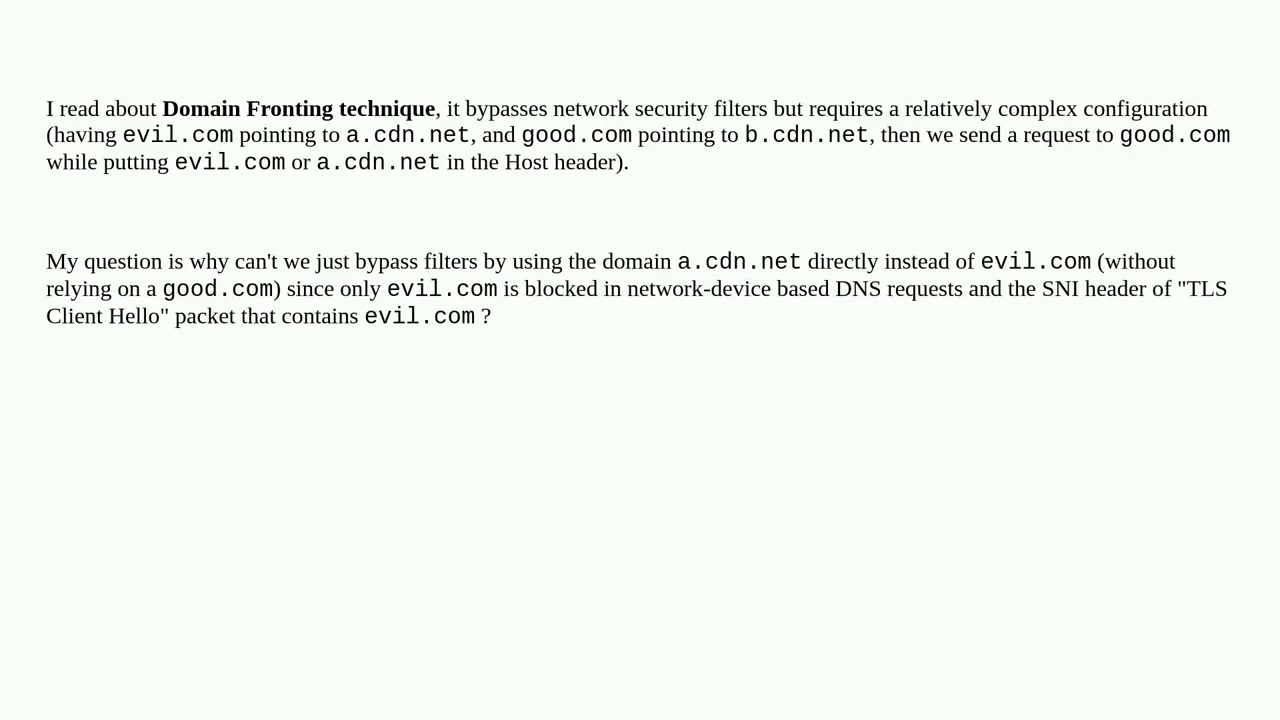 I read about Domain Fronting technique, it bypasses network security filters but requires a relatively complex configuration
(having evil.com pointing to a.cdn.net, and good.com pointing to b.cdn.net, then we send a request to good.com
while putting evil.com or a.cdn.net in the Host header).
My question is why can't we just bypass filters by using the domain a.cdn.net directly instead of evil.com (without
relying on a good.com) since only evil.com is blocked in network-device based DNS requests and the SNI header of "TLS
Client Hello" packet that contains evil.com ?